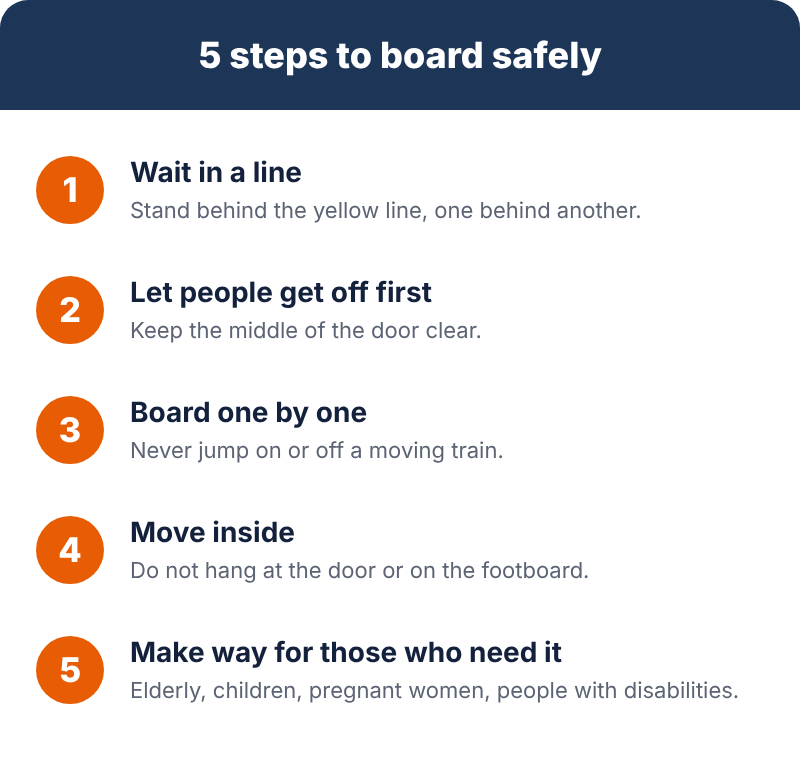 5 steps to board safely
1
Wait in a line
Stand behind the yellow line, one behind another.
2
Let people get off first
Keep the middle of the door clear.
3
Board one by one
Never jump on or off a moving train.
4
Move inside
Do not hang at the door or on the footboard.
5
Make way for those who need it
Elderly, children, pregnant women, people with disabilities.